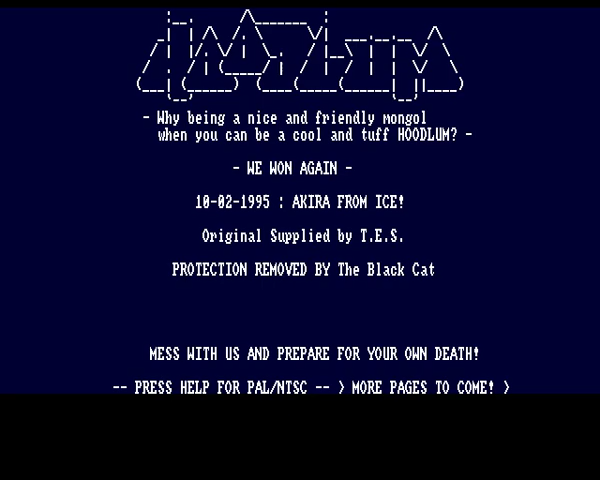 - Why being a nice and friendly mongol
when you can be a cool and tuff HOODLUM? -
- WE WON AGAIN -
10-02-1995 : AKIRA FROM ICE!
Original Supplied by T.E.S.
PROTECTION REMOVED BY The Black Cat
MESS WITH US AND PREPARE FOR YOUR OWN DEATH!
-- PRESS HELP FOR PAL/NTSC -- > MORE PAGES TO COME! >